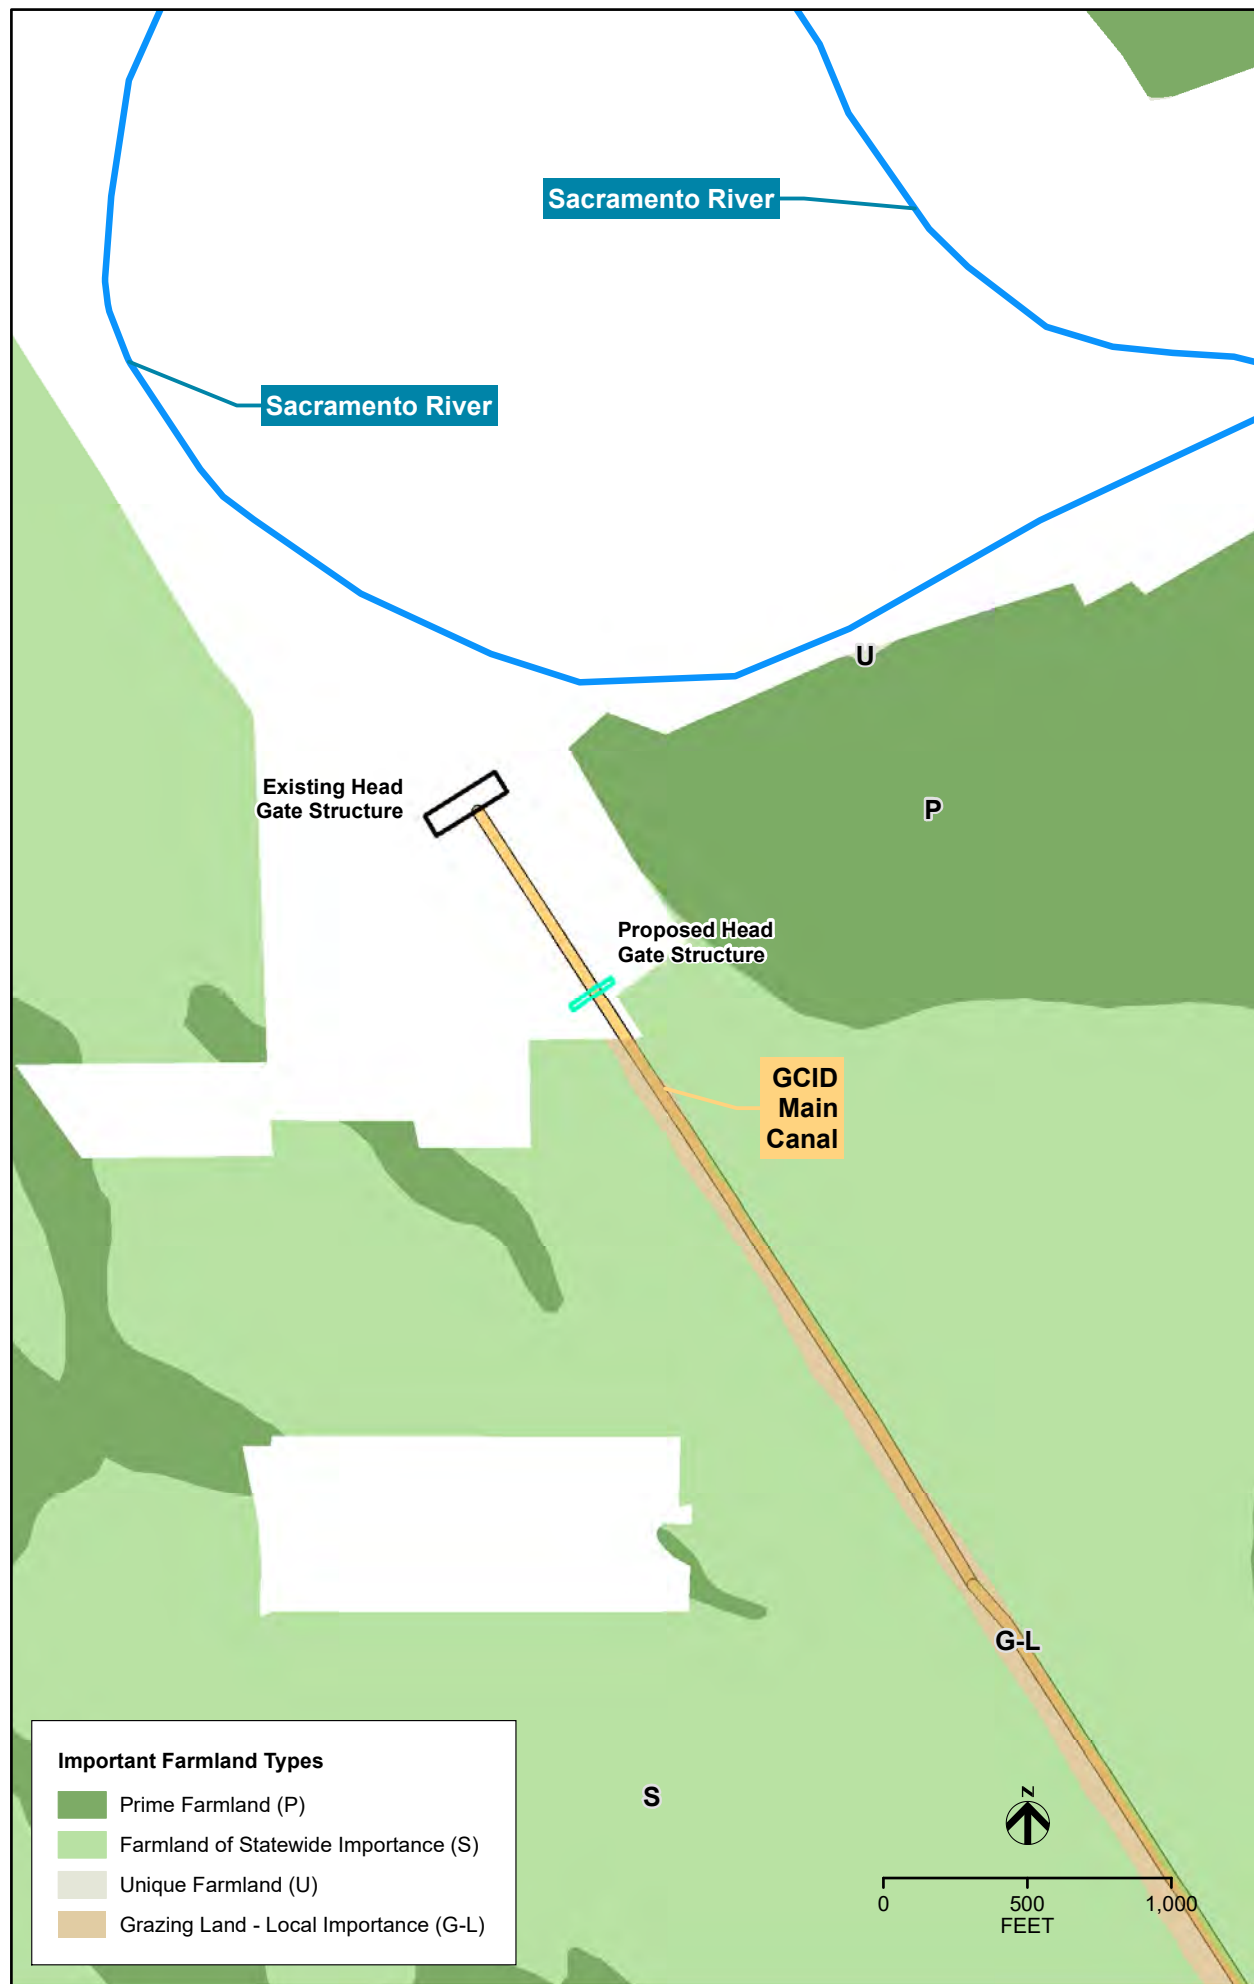 Sacramento River
Sacramento River
U
Existing Head
Gate Structure
P
Proposed Head
Gate Structure
GCID
Main
Canal
G-L
S
Important Farmland Types
Prime Farmland (P)
Farmland of Statewide Importance (S)
Unique Farmland (U)
Grazing Land - Local Importance (G-L)
N
0 500 1,000
FEET